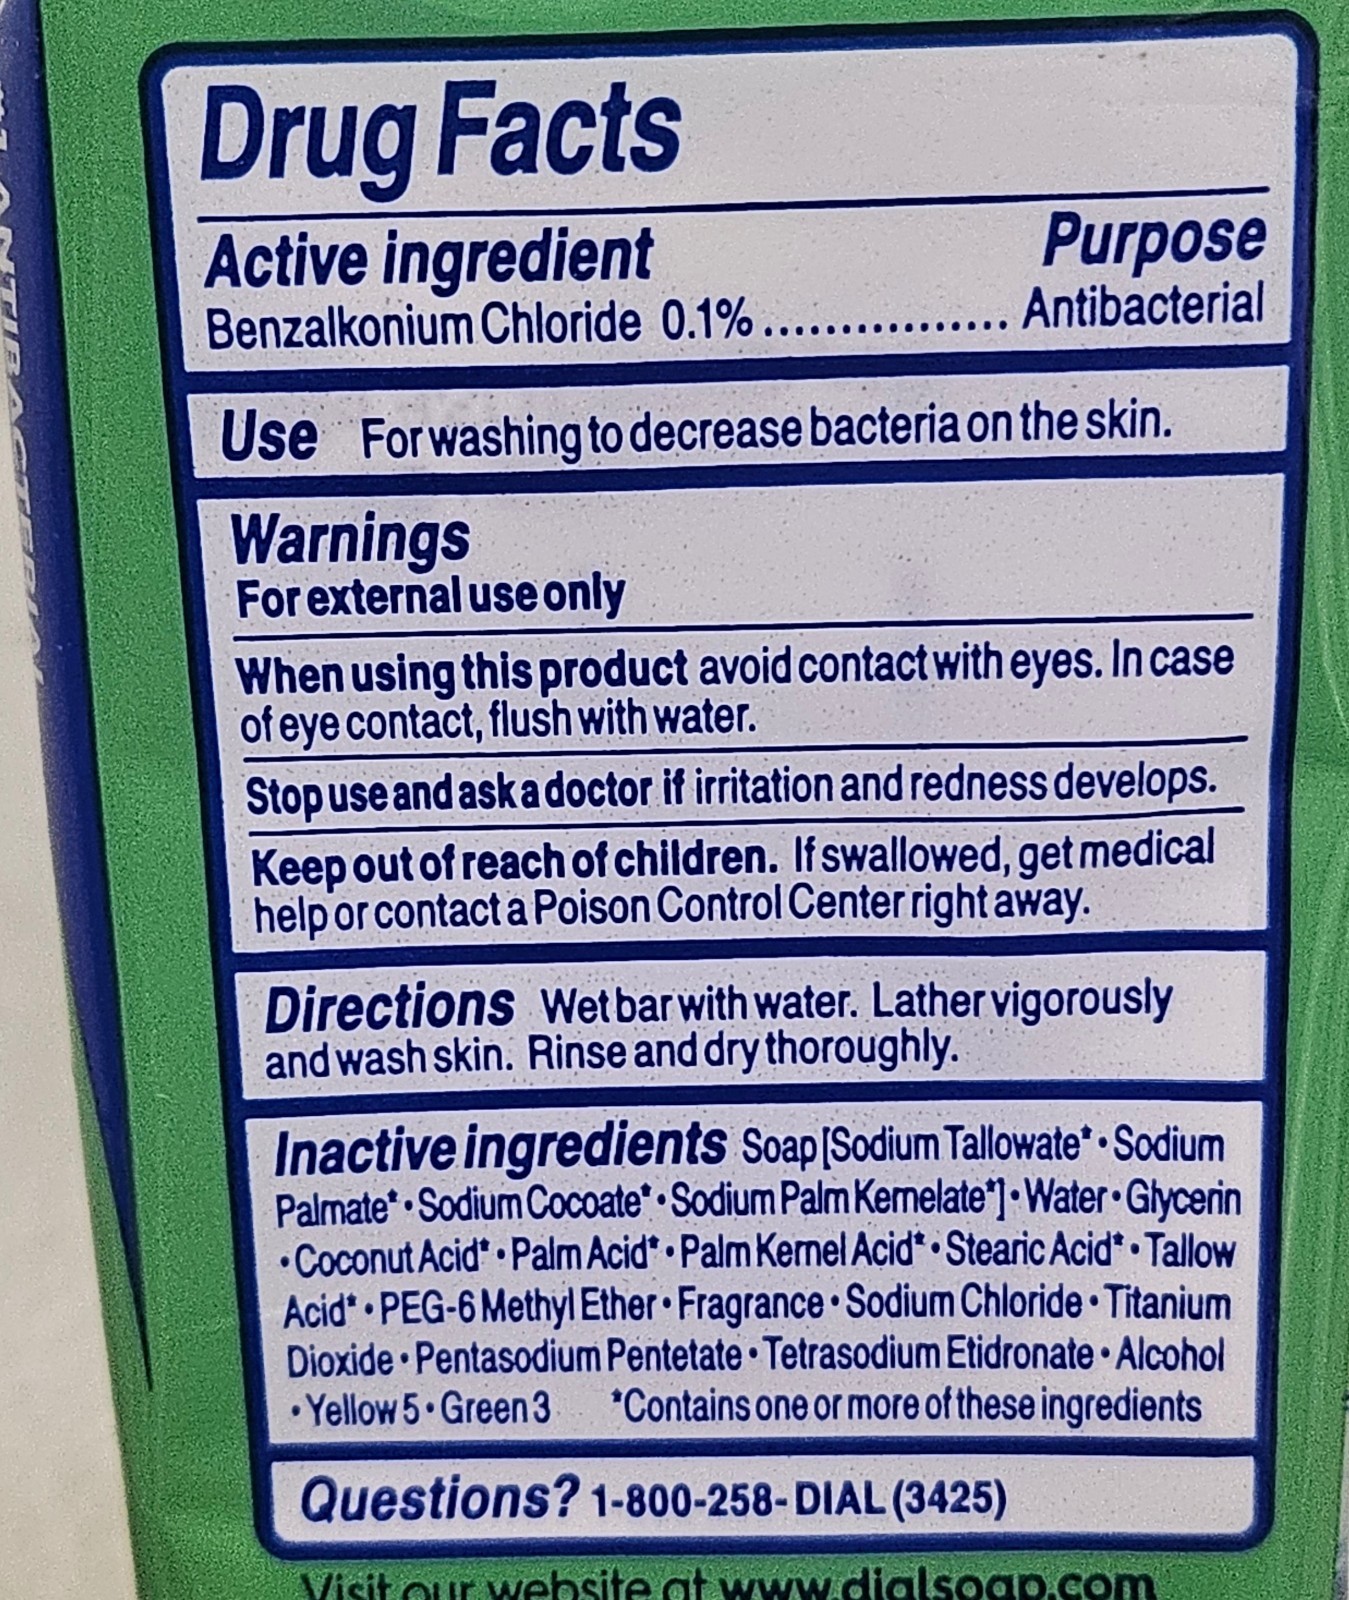 #1 ANTIBACTERIAL
Drug Facts
Active ingredient Purpose
Benzalkonium Chloride 0.1% ................ Antibacterial
Use For washing to decrease bacteria on the skin.
Warnings
For external use only
When using this product avoid contact with eyes. In case
of eye contact, flush with water.
Stop use and ask a doctor if irritation and redness develops.
Keep out of reach of children. If swallowed, get medical
help or contact a Poison Control Center right away.
Directions Wet bar with water. Lather vigorously
and wash skin. Rinse and dry thoroughly.
Inactive ingredients Soap [Sodium Tallowate* • Sodium
Palmate* • Sodium Cocoate* • Sodium Palm Kernelate*] • Water • Glycerin
• Coconut Acid* • Palm Acid* • Palm Kernel Acid* • Stearic Acid* • Tallow
Acid* • PEG-6 Methyl Ether • Fragrance • Sodium Chloride • Titanium
Dioxide • Pentasodium Pentetate • Tetrasodium Etidronate • Alcohol
• Yellow 5 • Green 3 *Contains one or more of these ingredients
Questions? 1-800-258-DIAL (3425)
Visit our website at www.dialsoap.com